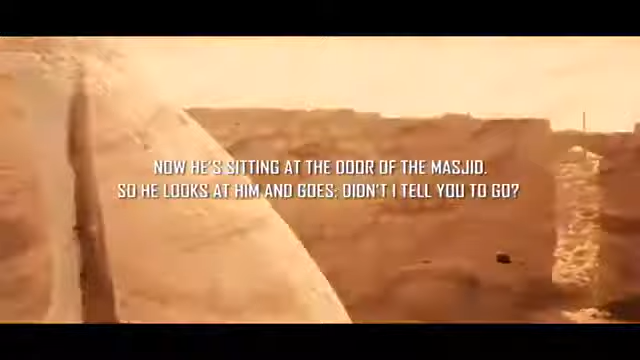 NOW HE'S SITTING AT THE DOOR OF THE MASJID.
SO HE LOOKS AT HIM AND GOES: DIDN'T I TELL YOU TO GO?